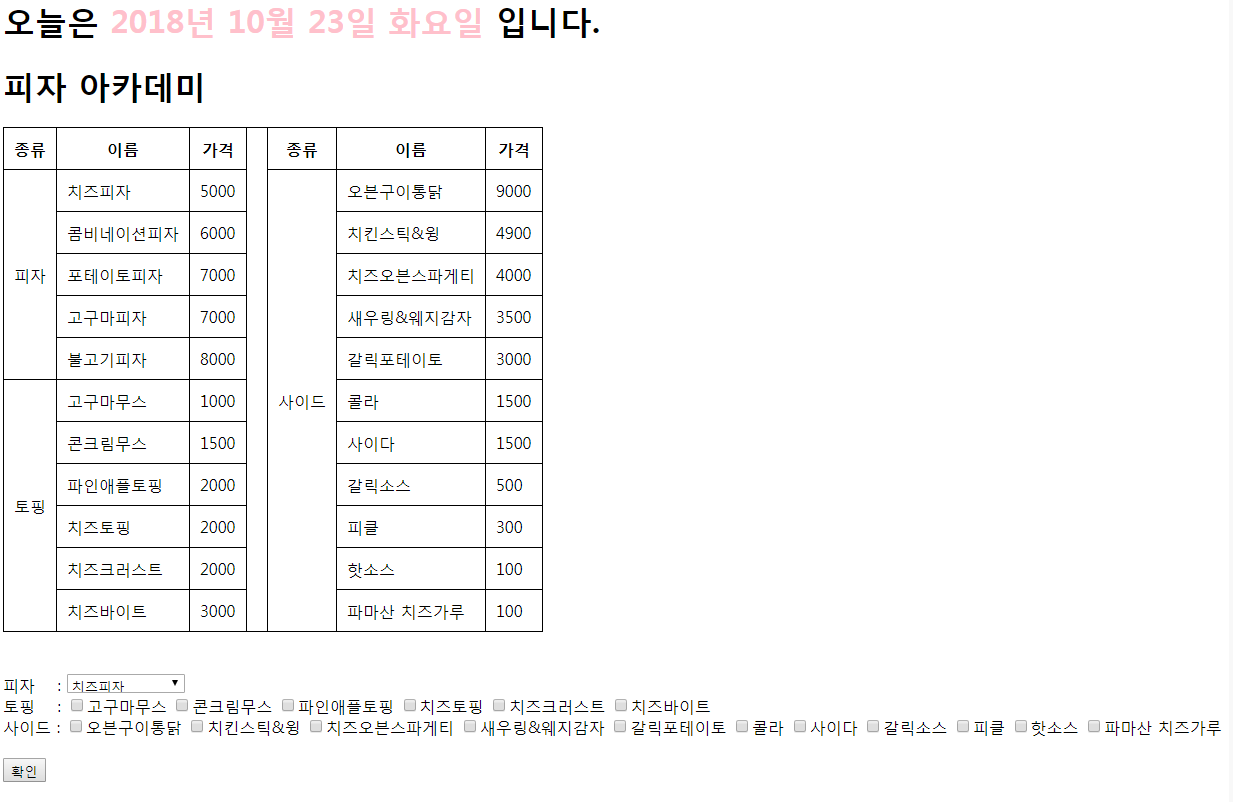 오늘은 2018년 10월 23일 화요일 입니다.
피자 아카데미
종류 이름 가격 종류 이름 가격
치즈피자 5000 오븐구이통닭 9000
콤비네이션피자 6000 치킨스틱&윙 4900
피자 포테이토피자 7000 치즈오븐스파게티 4000
고구마피자 7000 새우링&웨지감자 3500
불고기피자 8000 갈릭포테이토 3000
고구마무스 1000 사이드 콜라 1500
콘크림무스 1500 사이다 1500
파인애플토핑 2000 갈릭소스 500
토핑 치즈토핑 2000 피클 300
치즈크러스트 2000 핫소스 100
치즈바이트 3000 파마산 치즈가루 100
피자 : 치즈피자
토핑 : 고구마무스 콘크림무스 파인애플토핑 치즈토핑 치즈크러스트 치즈바이트
사이드 : 오븐구이통닭 치킨스틱&윙 치즈오븐스파게티 새우링&웨지감자 갈릭포테이토 콜라 사이다 갈릭소스 피클 핫소스 파마산 치즈가루
확인